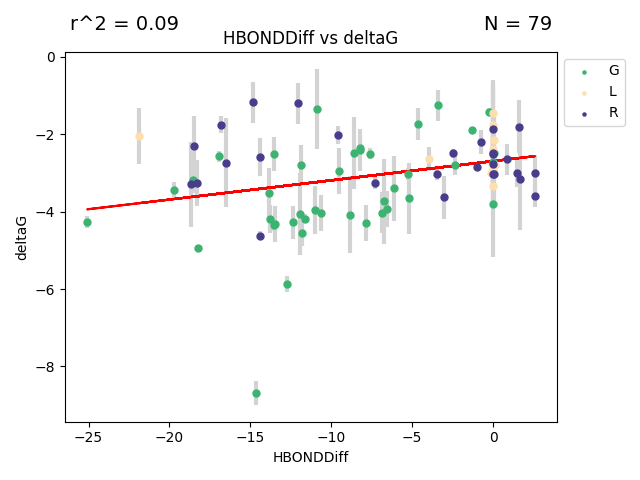 r^2 = 0.09
N = 79
HBONDDiff vs deltaG
G
L
R
0
−2
−4
−6
−8
deltaG
−25
−20
−15
−10
−5
0
HBONDDiff